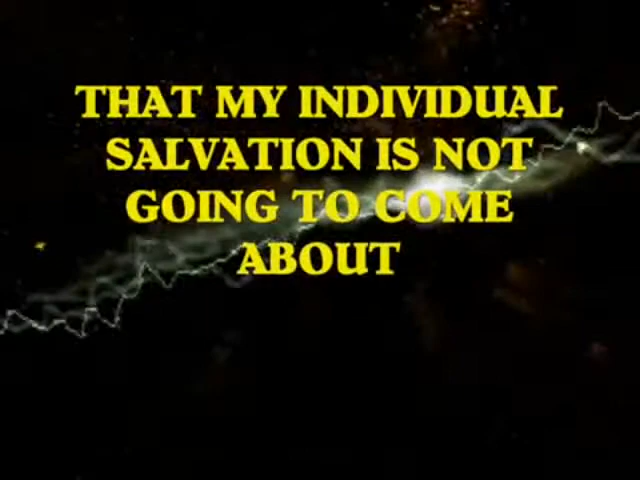 THAT MY INDIVIDUAL
SALVATION IS NOT
GOING TO COME
ABOUT